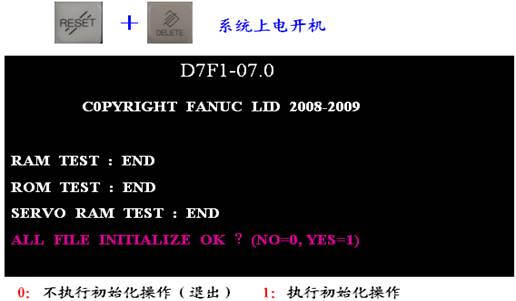 RESET + DELETE 系统上电开机
D7F1-07.0
C0PYRIGHT FANUC LID 2008-2009
RAM TEST : END
ROM TEST : END
SERVO RAM TEST : END
ALL FILE INITIALIZE OK ? (NO=0, YES=1)
0: 不执行初始化操作（退出） 1: 执行初始化操作